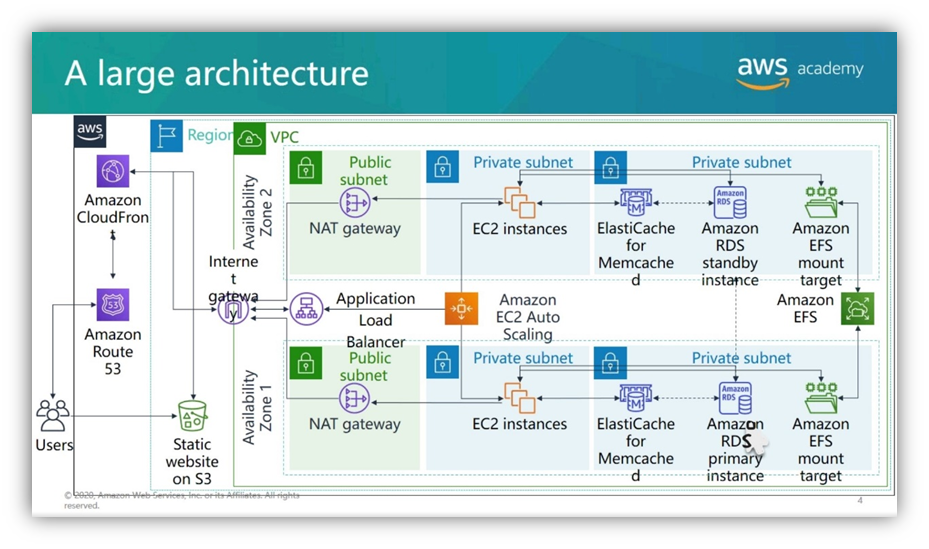 A large architecture
aws academy
aws
Region
VPC
Amazon
CloudFron
t
Amazon
Route
53
Users
Static
website
on S3
Interne
t
gatewa
y
Availability
Zone 2
Public
subnet
NAT gateway
Private subnet
EC2 instances
Private subnet
ElastiCache
for
Memcache
d
Amazon
RDS
Amazon
RDS
standby
instance
Amazon
EFS
mount
target
Application
Load
Balancer
Amazon
EC2 Auto
Scaling
Amazon
EFS
Availability
Zone 1
Public
subnet
NAT gateway
Private subnet
EC2 instances
Private subnet
ElastiCache
for
Memcache
d
Amazon
RDS
Amazon
RDS
primary
instance
Amazon
EFS
mount
target
© 2020, Amazon Web Services, Inc. or its Affiliates. All rights
reserved.
4